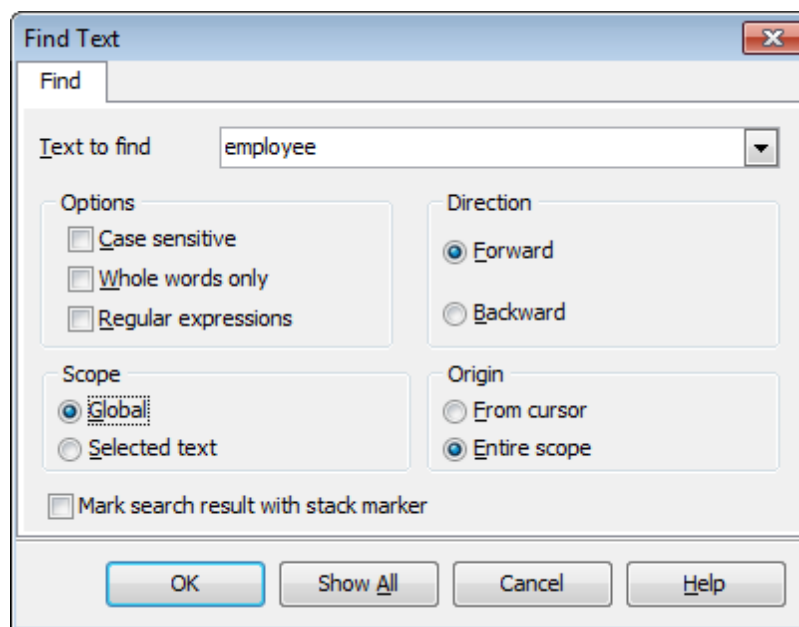 Find Text
Find
Text to find employee
Options
Case sensitive
Whole words only
Regular expressions
Direction
Forward
Backward
Scope
Global
Selected text
Origin
From cursor
Entire scope
Mark search result with stack marker
OK Show All Cancel Help